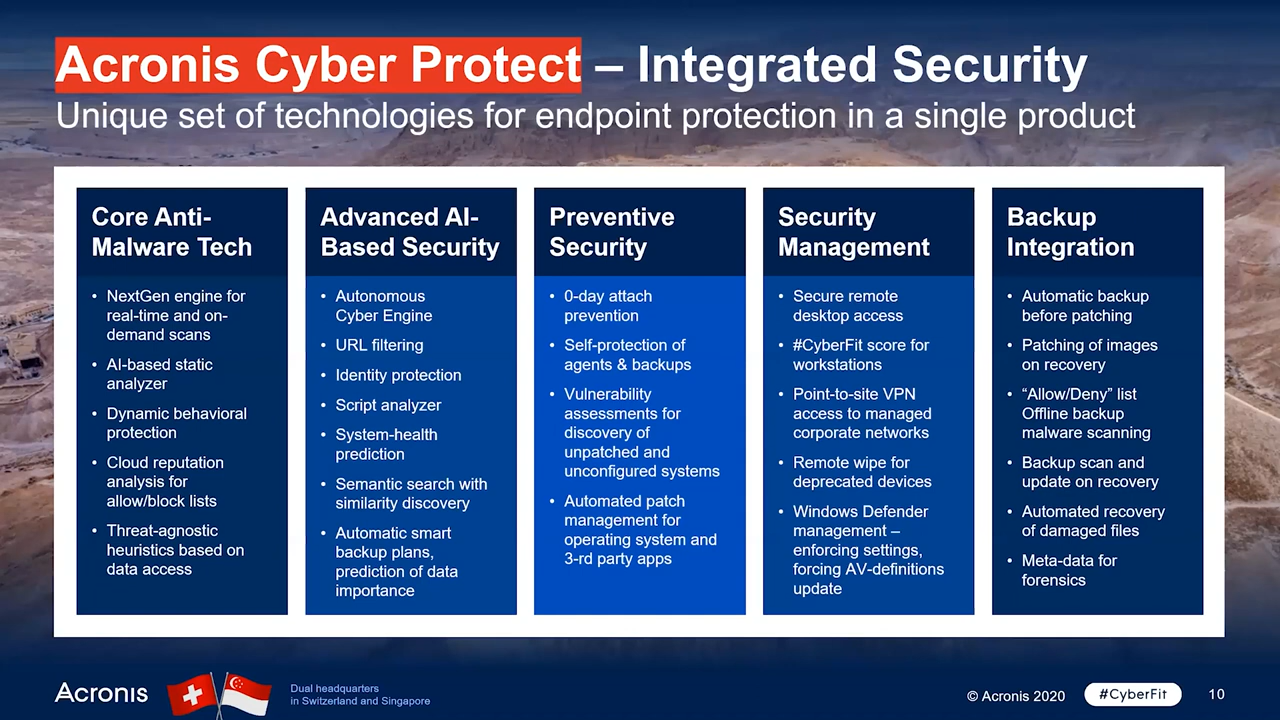 Acronis Cyber Protect – Integrated Security
Unique set of technologies for endpoint protection in a single product
Core Anti-
Malware Tech
• NextGen engine for
real-time and on-
demand scans
• AI-based static
analyzer
• Dynamic behavioral
protection
• Cloud reputation
analysis for
allow/block lists
• Threat-agnostic
heuristics based on
data access
Advanced AI-
Based Security
• Autonomous
Cyber Engine
• URL filtering
• Identity protection
• Script analyzer
• System-health
prediction
• Semantic search with
similarity discovery
• Automatic smart
backup plans,
prediction of data
importance
Preventive
Security
• 0-day attach
prevention
• Self-protection of
agents & backups
• Vulnerability
assessments for
discovery of
unpatched and
unconfigured systems
• Automated patch
management for
operating system and
3-rd party apps
Security
Management
• Secure remote
desktop access
• #CyberFit score for
workstations
• Point-to-site VPN
access to managed
corporate networks
• Remote wipe for
deprecated devices
• Windows Defender
management –
enforcing settings,
forcing AV-definitions
update
Backup
Integration
• Automatic backup
before patching
• Patching of images
on recovery
• “Allow/Deny” list
Offline backup
malware scanning
• Backup scan and
update on recovery
• Automated recovery
of damaged files
• Meta-data for
forensics
Acronis
Dual headquarters
in Switzerland and Singapore
© Acronis 2020
#CyberFit
10